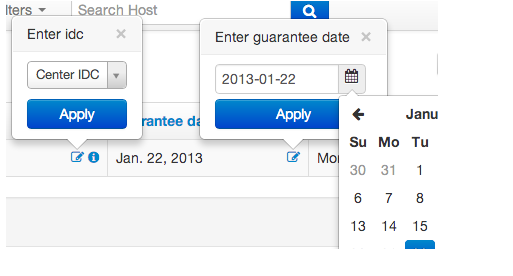 lters
Search Host
Enter idc ×
Center IDC
Apply
Enter guarantee date ×
2013-01-22
Apply
rantee da
Jan. 22, 2013
Mo
Janu
Su Mo Tu
30 31 1
6 7 8
13 14 15